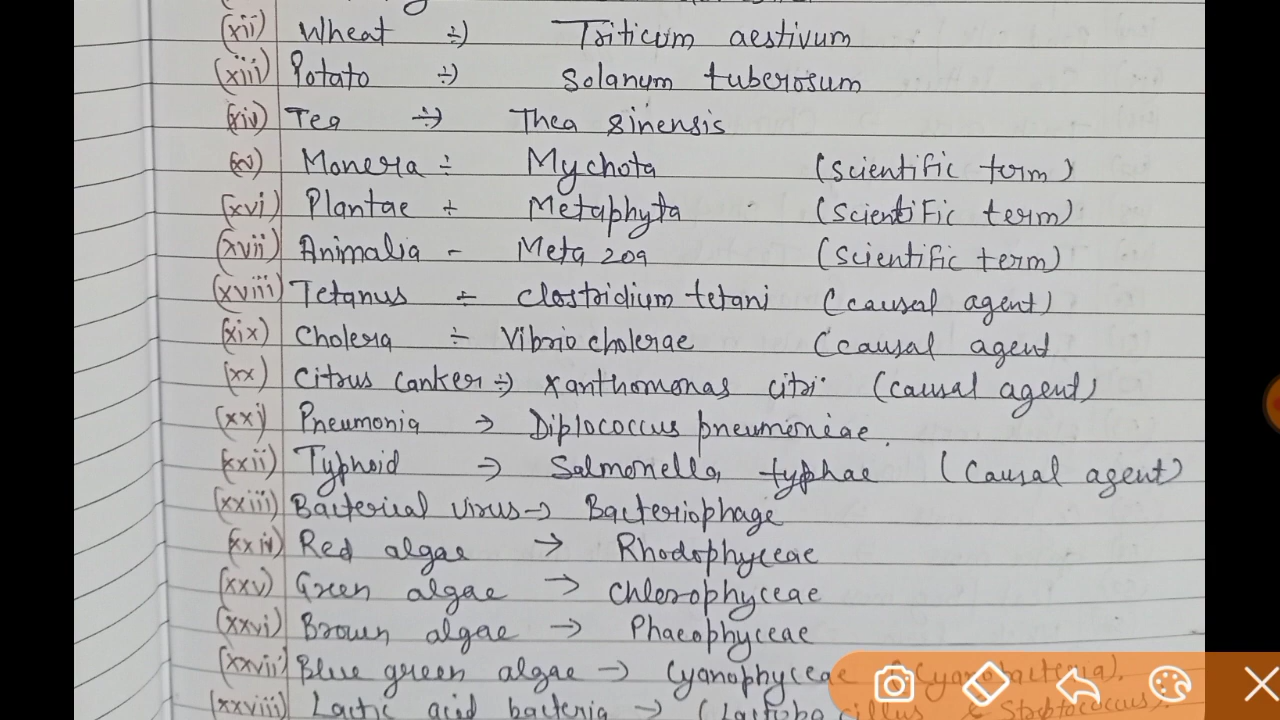 (xii) Wheat ÷) Triticum aestivum
(xiii) Potato ÷) Solanum tuberosum
(xiv) Tea ÷) Thea sinensis
(xv) Monera ÷ Mychota (Scientific term)
(xvi) Plantae ÷ Metaphyta (Scientific term)
(xvii) Animalia - Meta zoa (Scientific term)
(xviii) Tetanus ÷ Clostridium tetani (causal agent)
(xix) Cholera ÷ Vibrio cholerae (causal agent
(xx) Citrus canker ÷) Xanthomonas citri (causal agent)
(xxi) Pneumonia → Diplococcus pneumoniae.
(xxii) Typhoid → Salmonella typhae (Causal agent)
(xxiii) Bacterical virus → Bacteriophage
(xxiv) Red algae → Rhodophyceae
(xxv) Green algae → Chlorophyceae
(xxvi) Brown algae → Phaeophyceae
(xxvii) Blue green algae → Cyanophyceae (Cyanobacteria).
(xxviii) Lactic acid bacteria → (Lactobacillus & Streptococcus).